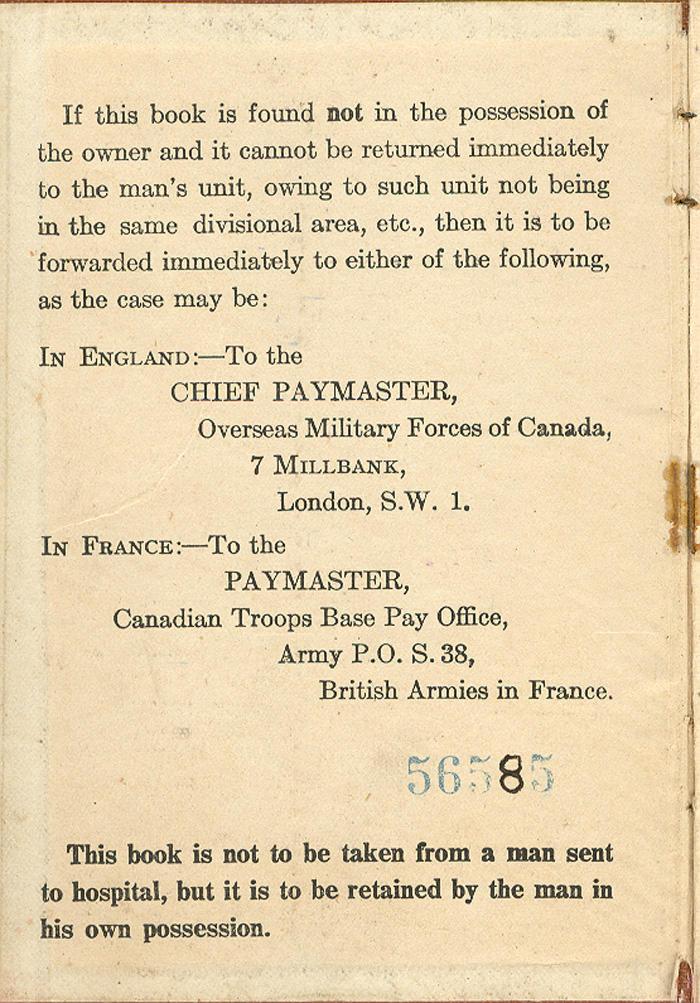 If this book is found not in the possession of
the owner and it cannot be returned immediately
to the man's unit, owing to such unit not being
in the same divisional area, etc., then it is to be
forwarded immediately to either of the following,
as the case may be:
In England:—To the
CHIEF PAYMASTER,
Overseas Military Forces of Canada,
7 Millbank,
London, S.W. 1.
In France:—To the
PAYMASTER,
Canadian Troops Base Pay Office,
Army P.O. S. 38,
British Armies in France.
56585
This book is not to be taken from a man sent
to hospital, but it is to be retained by the man in
his own possession.